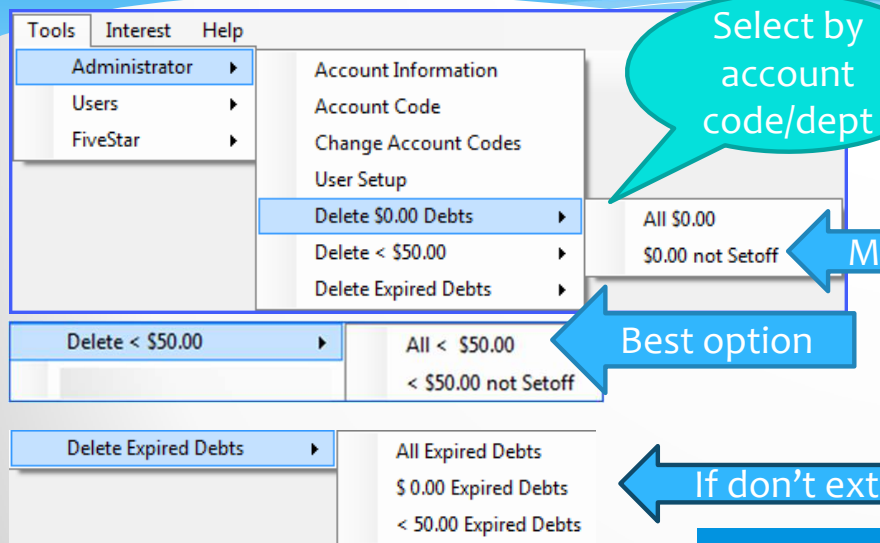 Tools Interest Help
Administrator
Users
FiveStar
Account Information
Account Code
Change Account Codes
User Setup
Delete $0.00 Debts
Delete < $50.00
Delete Expired Debts
All $0.00
$0.00 not Setoff
Select by
account
code/dept
M
Delete < $50.00
All < $50.00
< $50.00 not Setoff
Best option
Delete Expired Debts
All Expired Debts
$ 0.00 Expired Debts
< 50.00 Expired Debts
If don't ext